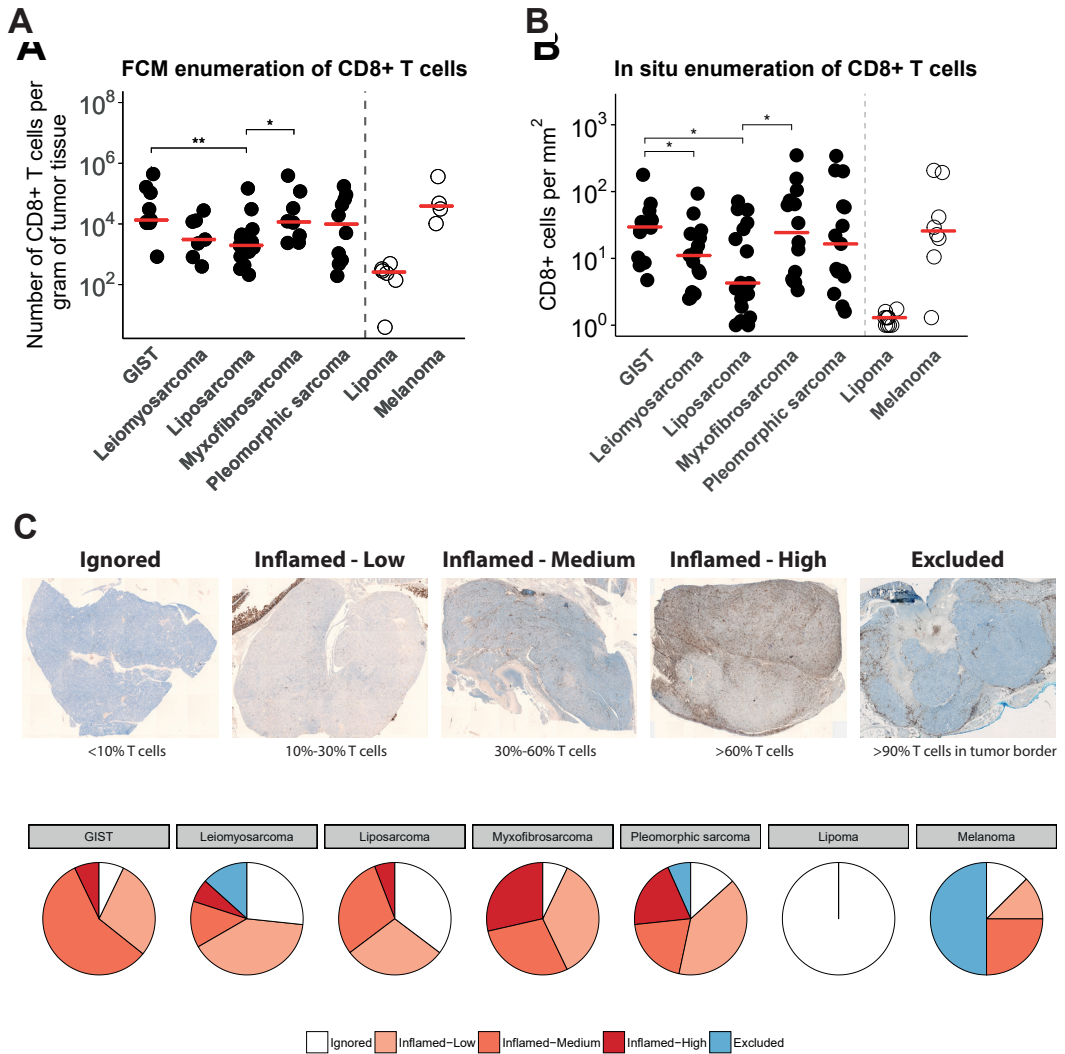 A
B
A
B
FCM enumeration of CD8+ T cells
In situ enumeration of CD8+ T cells
Number of CD8+ T cells per
gram of tumor tissue
10^8
10^6
10^4
10^2
**
*
CD8+ cells per mm^2
10^3
10^2
10^1
10^0
*
*
*
GIST
Leiomyosarcoma
Liposarcoma
Myxofibrosarcoma
Pleomorphic sarcoma
Lipoma
Melanoma
GIST
Leiomyosarcoma
Liposarcoma
Myxofibrosarcoma
Pleomorphic sarcoma
Lipoma
Melanoma
C
Ignored Inflamed - Low Inflamed - Medium Inflamed - High Excluded
<10% T cells 10%-30% T cells 30%-60% T cells >60% T cells >90% T cells in tumor border
GIST Leiomyosarcoma Liposarcoma Myxofibrosarcoma Pleomorphic sarcoma Lipoma Melanoma
Ignored Inflamed−Low Inflamed−Medium Inflamed−High Excluded